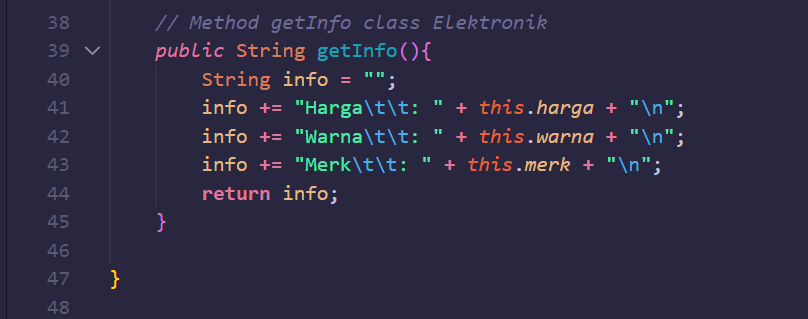 38 // Method getInfo class Elektronik
39 public String getInfo(){
40 String info = "";
41 info += "Harga\t\t: " + this.harga + "\n";
42 info += "Warna\t\t: " + this.warna + "\n";
43 info += "Merk\t\t: " + this.merk + "\n";
44 return info;
45 }
46
47 }
48